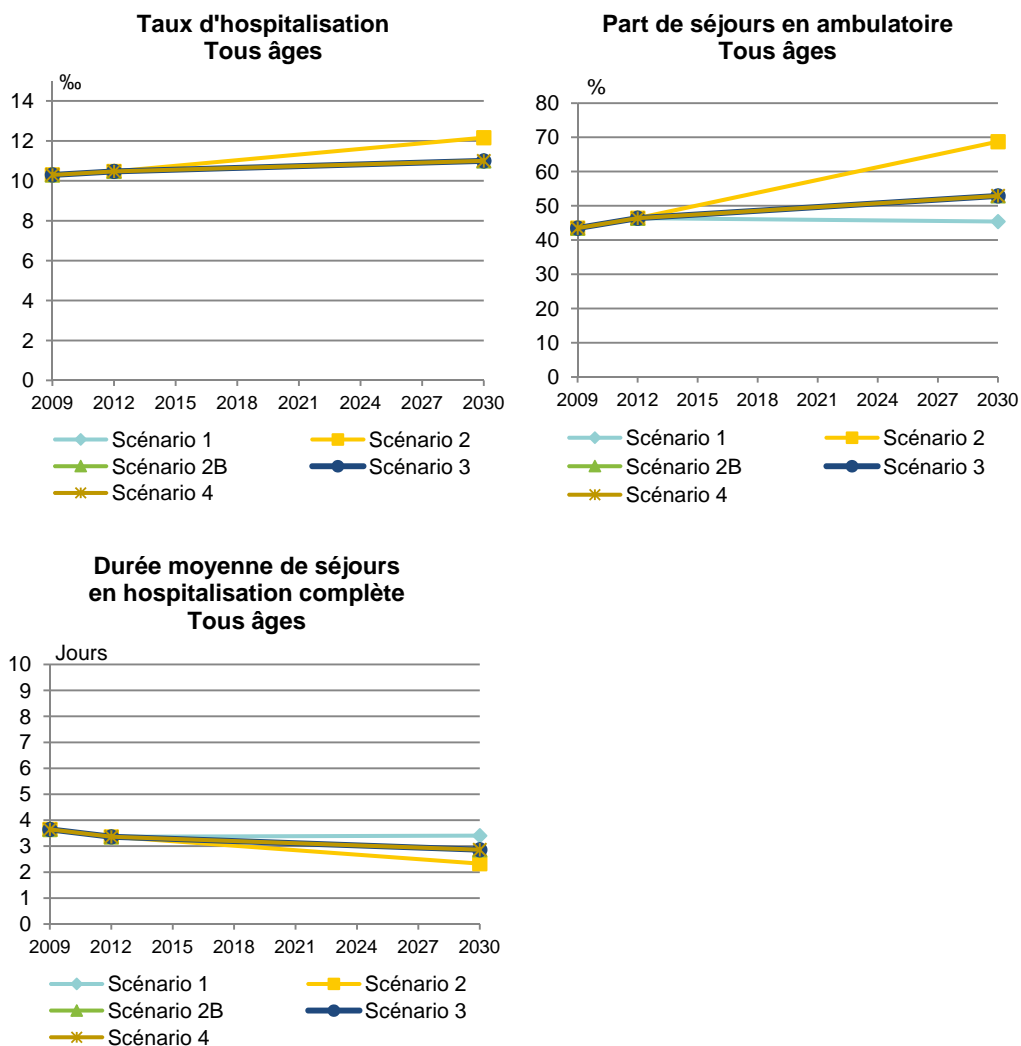 Taux d'hospitalisation
Tous âges
‰
14
12
10
8
6
4
2
0
2009 2012 2015 2018 2021 2024 2027 2030
Scénario 1 Scénario 2
Scénario 2B Scénario 3
Scénario 4
Part de séjours en ambulatoire
Tous âges
%
80
70
60
50
40
30
20
10
0
2009 2012 2015 2018 2021 2024 2027 2030
Scénario 1 Scénario 2
Scénario 2B Scénario 3
Scénario 4
Durée moyenne de séjours
en hospitalisation complète
Tous âges
Jours
10
9
8
7
6
5
4
3
2
1
0
2009 2012 2015 2018 2021 2024 2027 2030
Scénario 1 Scénario 2
Scénario 2B Scénario 3
Scénario 4